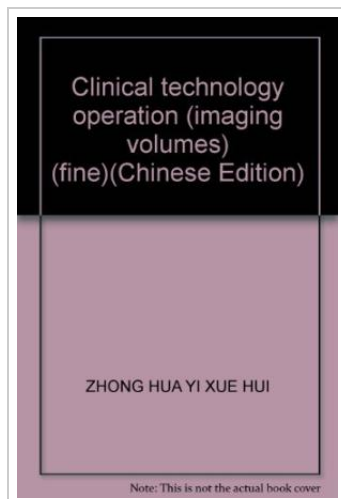 Clinical technology
operation (imaging
volumes)
(fine)(Chinese Edition)
ZHONG HUA YI XUE HUI
Note: This is not the actual book cover